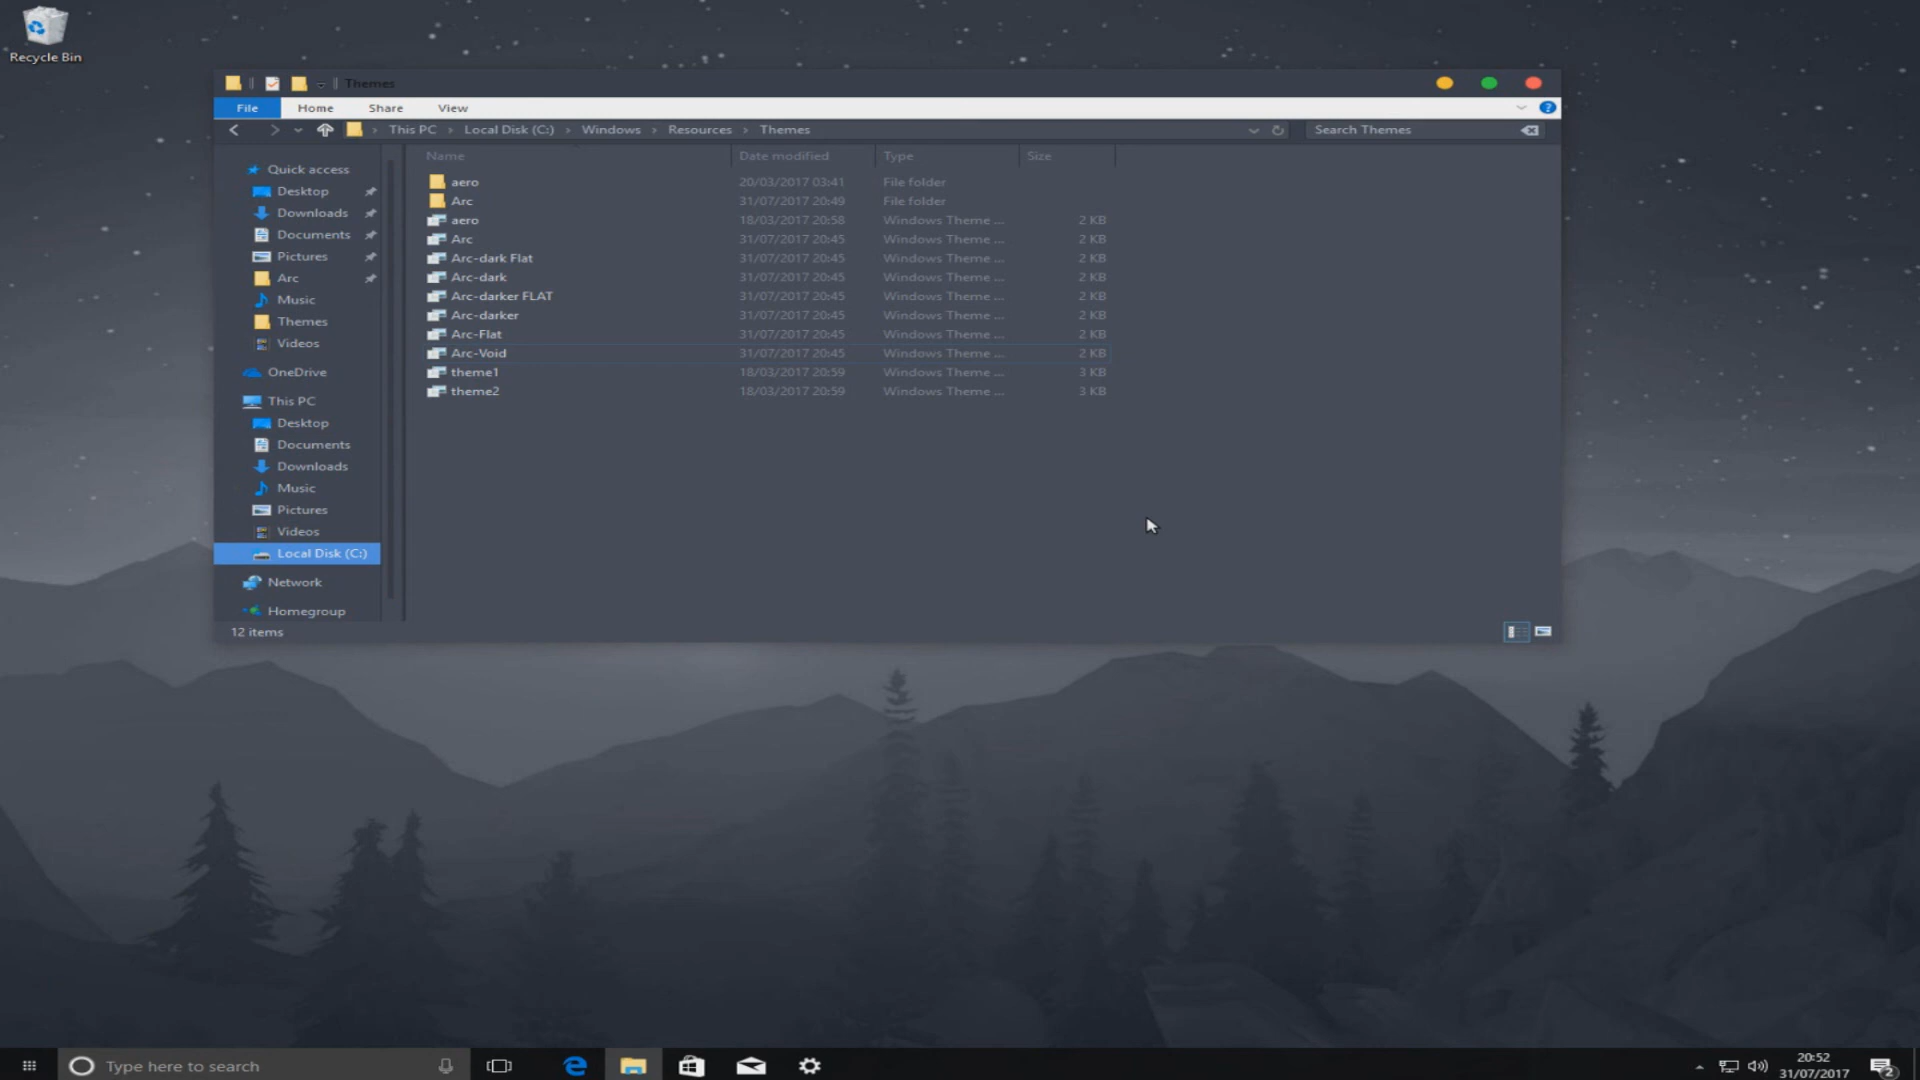 Recycle Bin
Themes
File Home Share View
This PC Local Disk (C:) Windows Resources Themes Search Themes
Name Date modified Type Size
Quick access
Desktop
Downloads
Documents
Pictures
Arc
Music
Themes
Videos
OneDrive
This PC
Desktop
Documents
Downloads
Music
Pictures
Videos
Local Disk (C:)
Network
Homegroup
aero 20/03/2017 03:41 File folder
Arc 31/07/2017 20:49 File folder
aero 18/03/2017 20:58 Windows Theme ... 2 KB
Arc 31/07/2017 20:45 Windows Theme ... 2 KB
Arc-dark Flat 31/07/2017 20:45 Windows Theme ... 2 KB
Arc-dark 31/07/2017 20:45 Windows Theme ... 2 KB
Arc-darker FLAT 31/07/2017 20:45 Windows Theme ... 2 KB
Arc-darker 31/07/2017 20:45 Windows Theme ... 2 KB
Arc-Flat 31/07/2017 20:45 Windows Theme ... 2 KB
Arc-Void 31/07/2017 20:45 Windows Theme ... 2 KB
theme1 18/03/2017 20:59 Windows Theme ... 3 KB
theme2 18/03/2017 20:59 Windows Theme ... 3 KB
12 items
Type here to search
20:52
31/07/2017
2